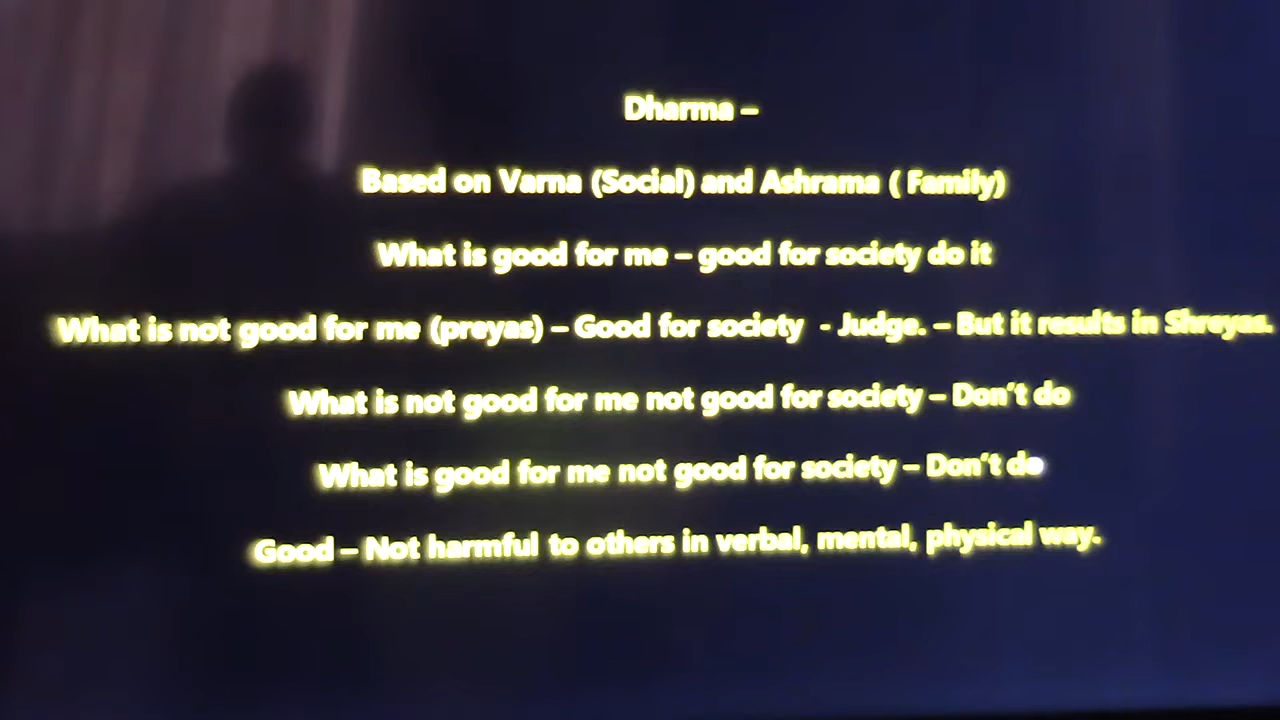 Dharma –
Based on Varna (Social) and Ashrama ( Family)
What is good for me – good for society do it
What is not good for me (preyas) – Good for society - Judge. – But it results in Shreyas.
What is not good for me not good for society – Don't do
What is good for me not good for society – Don't do
Good – Not harmful to others in verbal, mental, physical way.